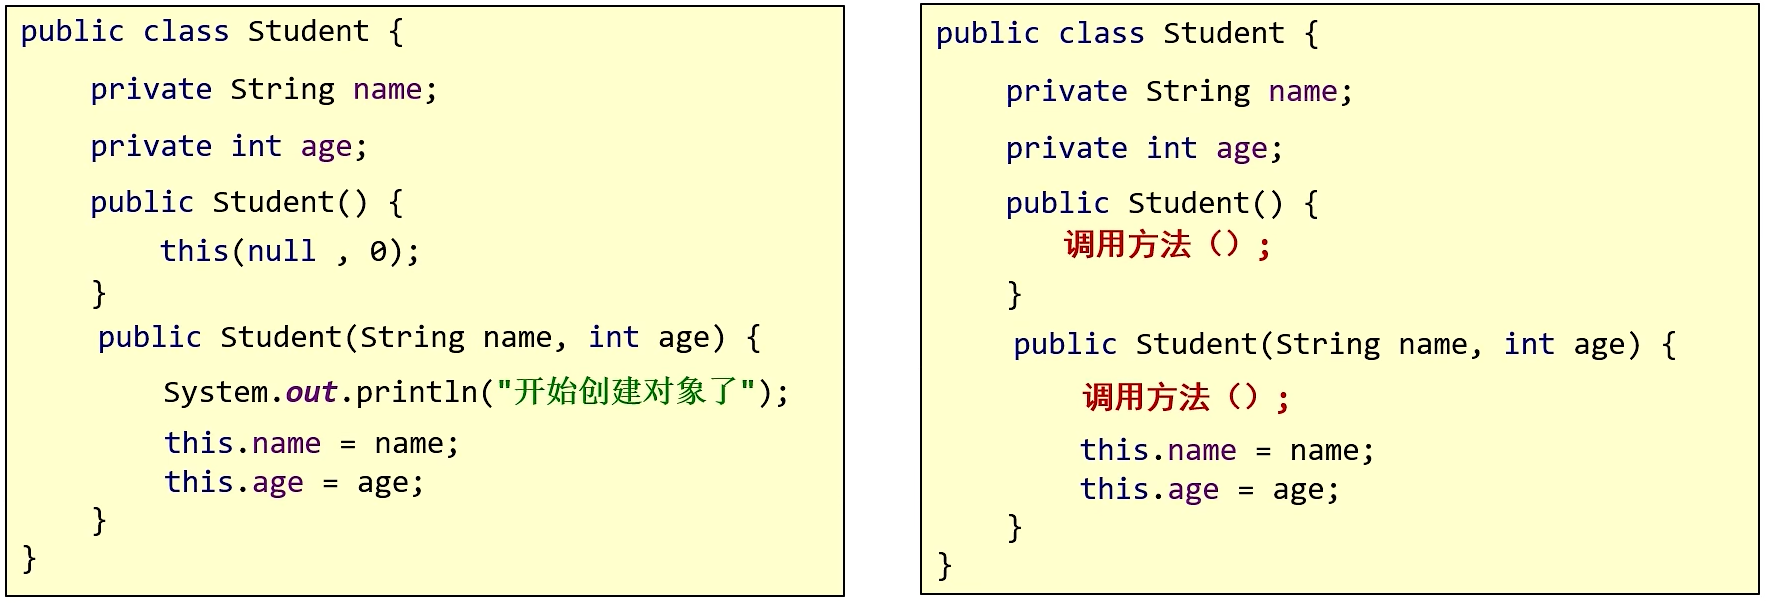 public class Student {
private String name;
private int age;
public Student() {
this(null , 0);
}
public Student(String name, int age) {
System.out.println("开始创建对象了");
this.name = name;
this.age = age;
}
}
public class Student {
private String name;
private int age;
public Student() {
调用方法（）;
}
public Student(String name, int age) {
调用方法（）;
this.name = name;
this.age = age;
}
}